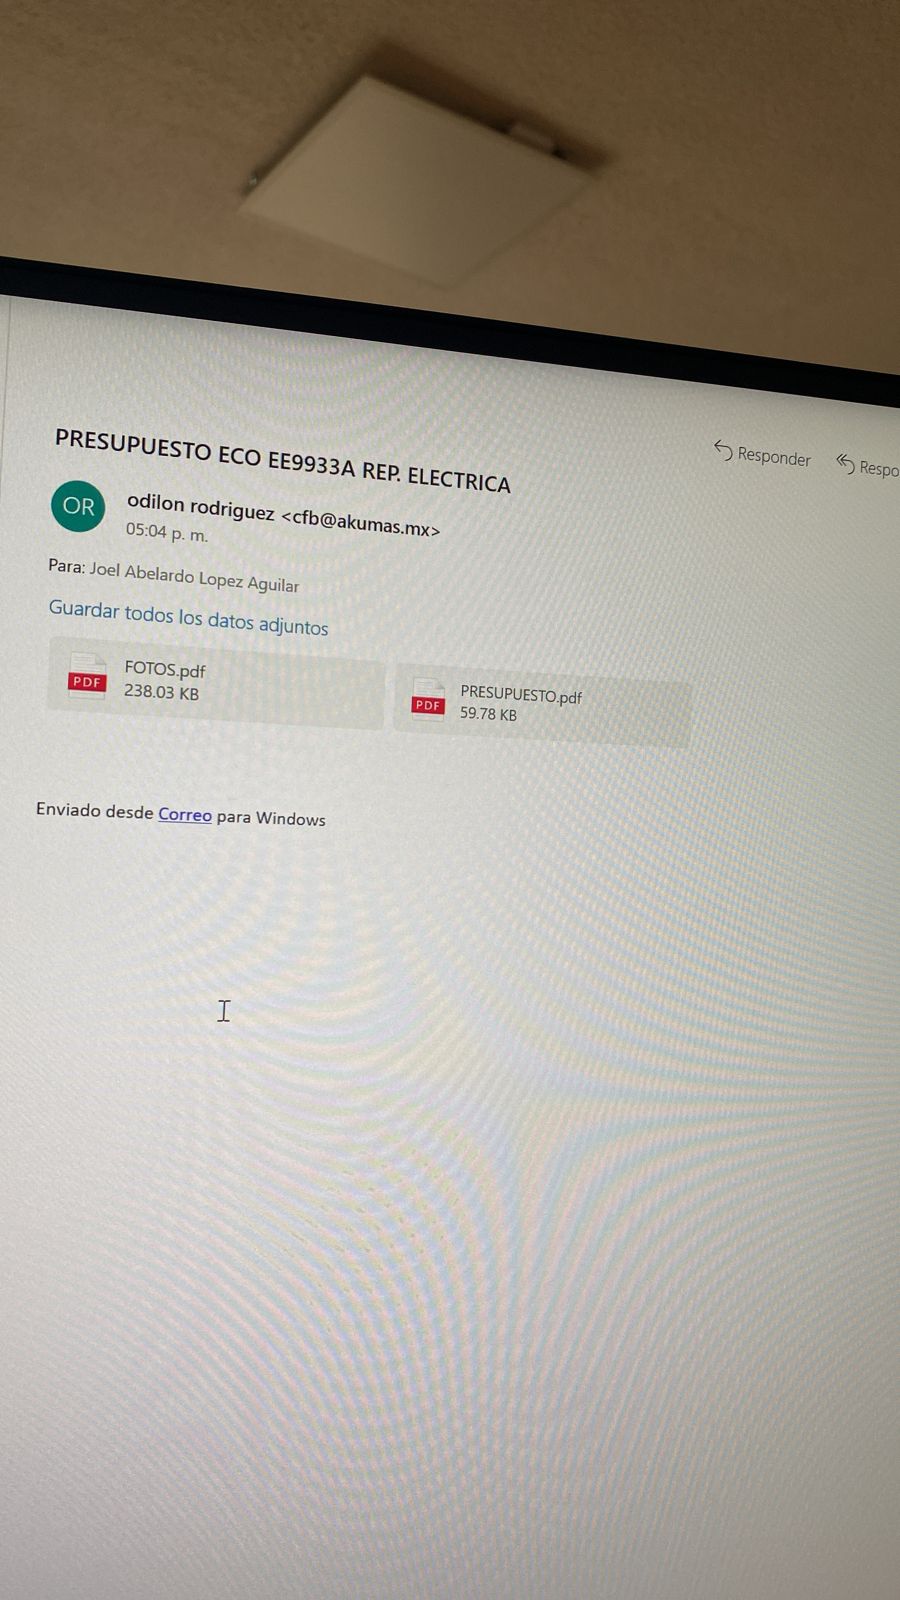 PRESUPUESTO ECO EE9933A REP. ELECTRICA
Responder
Respo
OR
odilon rodriguez <cfb@akumas.mx>
05:04 p. m.
Para: Joel Abelardo Lopez Aguilar
Guardar todos los datos adjuntos
PDF
FOTOS.pdf
238.03 KB
PDF
PRESUPUESTO.pdf
59.78 KB
Enviado desde Correo para Windows